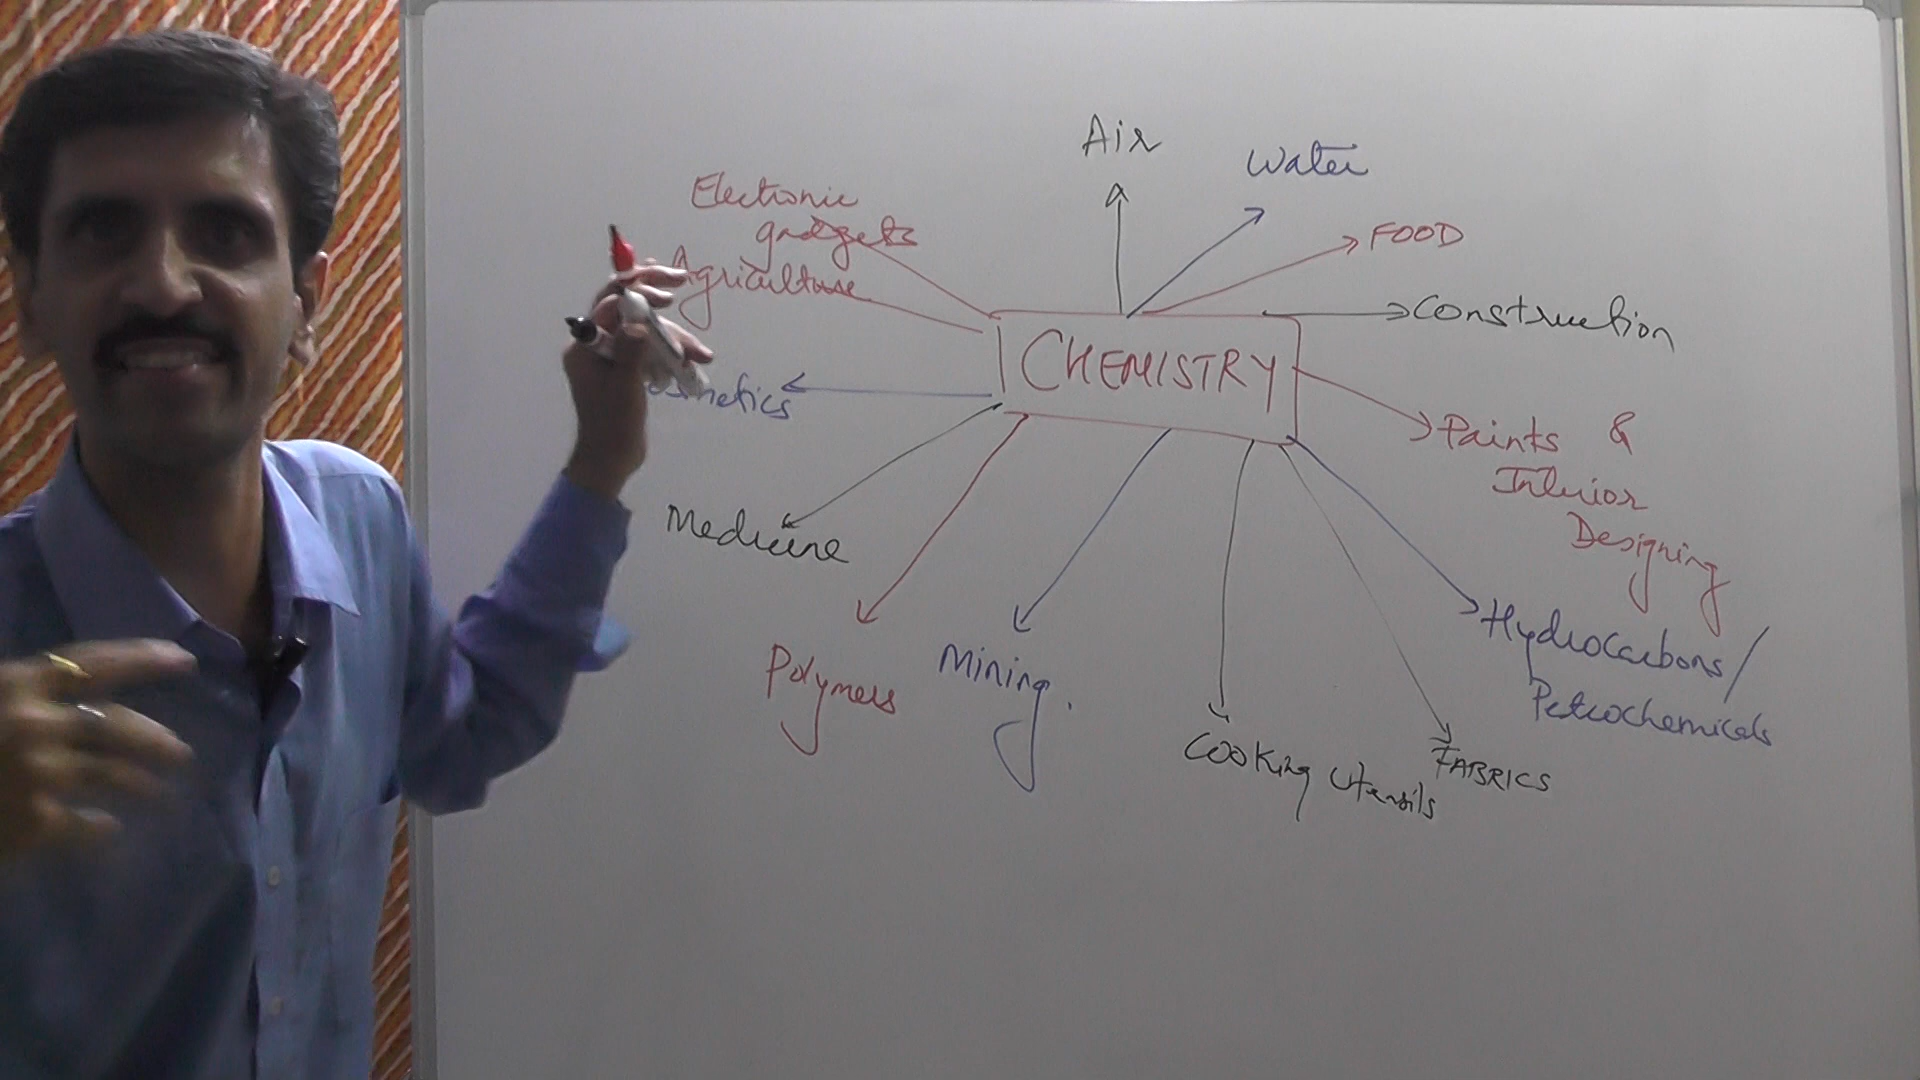 Air
Water
Electronic
gadgets
FOOD
Agriculture
Construction
CHEMISTRY
osmetics
Paints &
Interior
Designing
Medicine
Hydrocarbons/
Petrochemicals
Polymers
Mining.
Cooking utensils
FABRICS